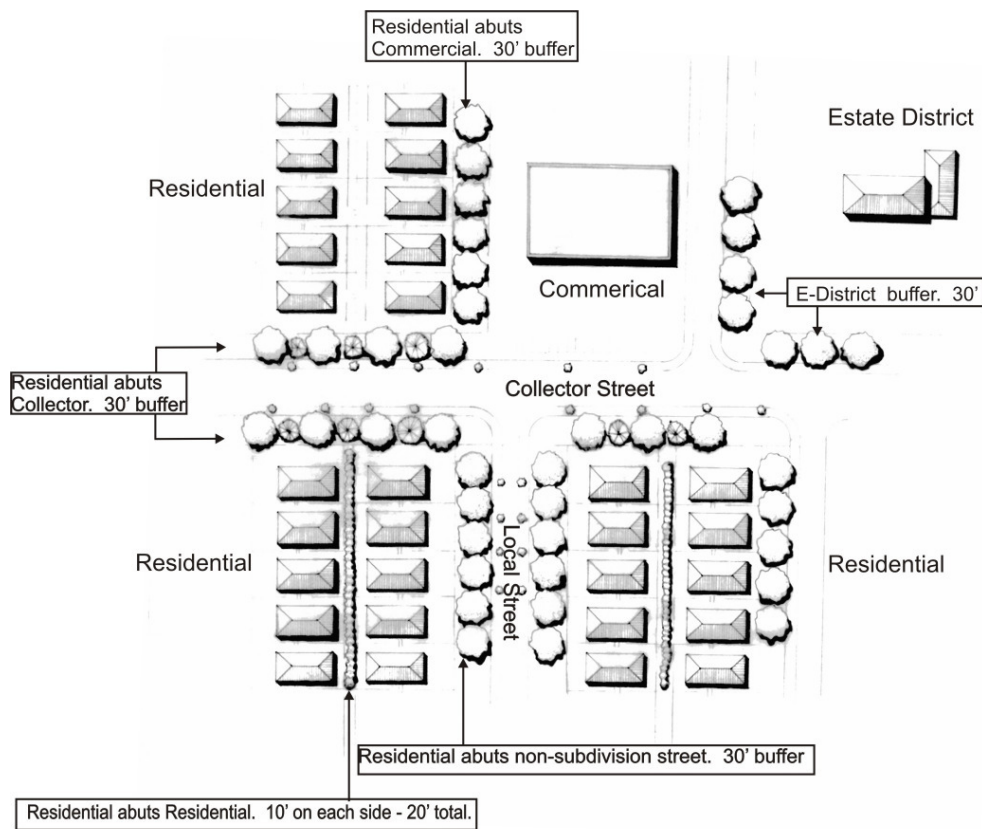 Residential abuts
Commercial. 30’ buffer
Estate District
Residential
Commerical
E-District buffer. 30’
Residential abuts
Collector. 30’ buffer
Collector Street
Local Street
Residential
Residential
Residential abuts non-subdivision street. 30’ buffer
Residential abuts Residential. 10’ on each side - 20’ total.